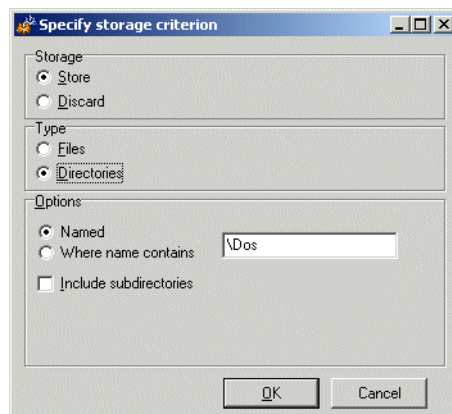 Specify storage criterion
Storage
Store
Discard
Type
Files
Directories
Options
Named
Where name contains
\Dos
Include subdirectories
OK Cancel